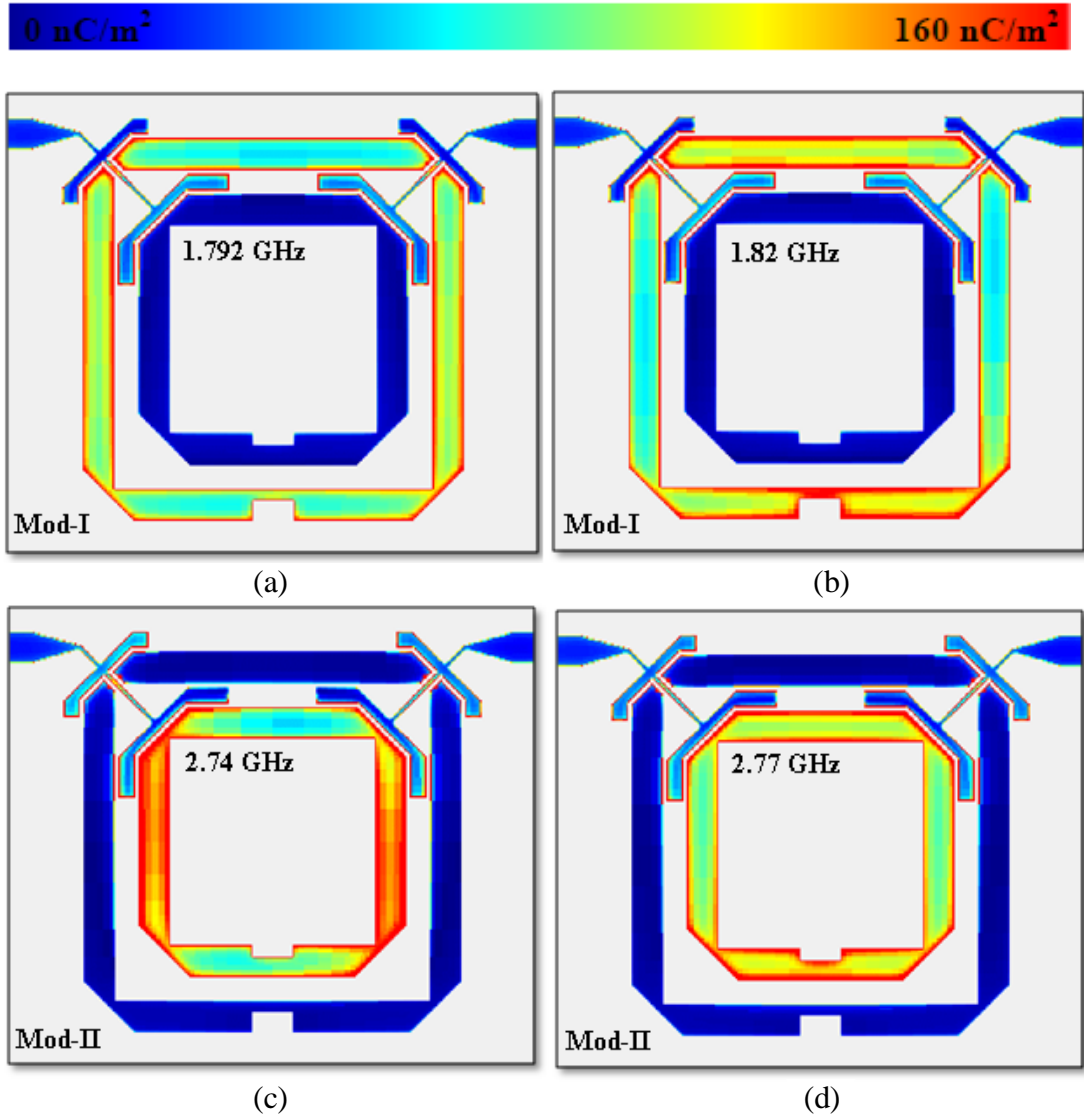 0 nC/m² 160 nC/m²
1.792 GHz 1.82 GHz
Mod-I Mod-I
(a) (b)
2.74 GHz 2.77 GHz
Mod-II Mod-II
(c) (d)